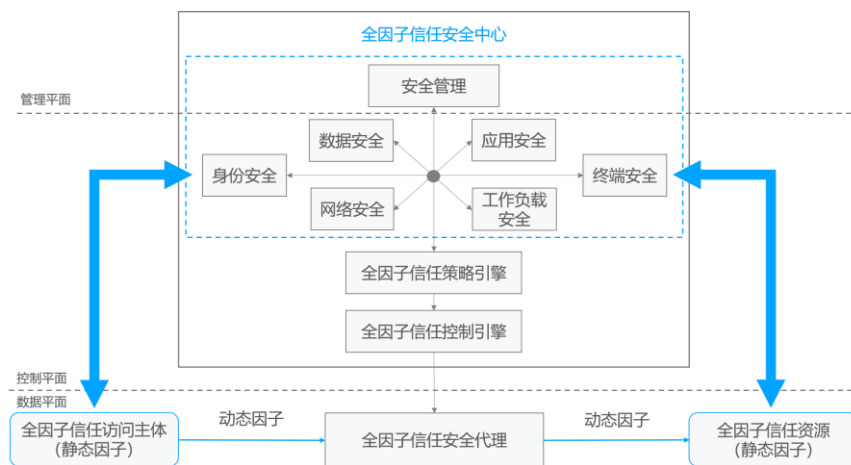 全因子信任安全中心
安全管理
管理平面
数据安全
应用安全
身份安全
终端安全
网络安全
工作负载
安全
全因子信任策略引擎
全因子信任控制引擎
控制平面
数据平面
全因子信任访问主体
(静态因子)
动态因子
全因子信任安全代理
动态因子
全因子信任资源
(静态因子)